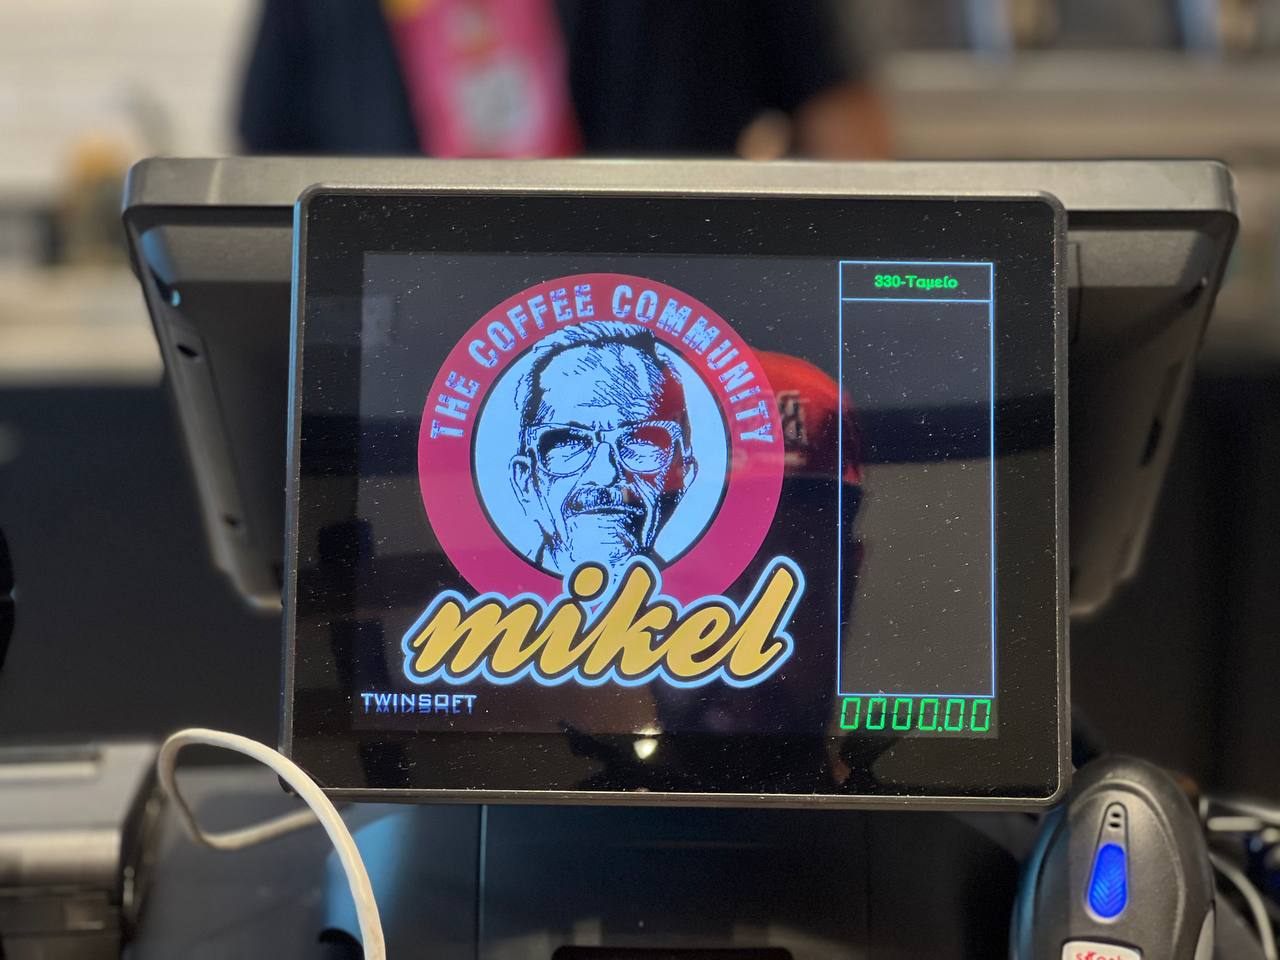 THE COFFEE COMMUNITY
mikel
TWINSOFT
330-Ταμείο
0000.00